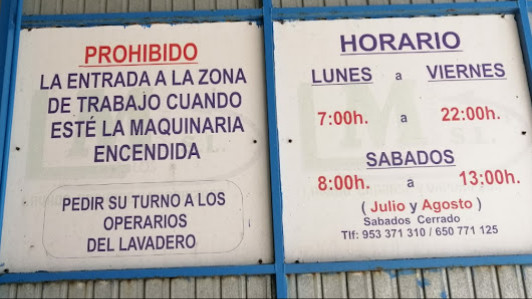 PROHIBIDO
LA ENTRADA A LA ZONA
DE TRABAJO CUANDO
ESTÉ LA MAQUINARIA
ENCENDIDA
PEDIR SU TURNO A LOS
OPERARIOS
DEL LAVADERO
HORARIO
LUNES a VIERNES
7:00h. a 22:00h.
SABADOS
8:00h. a 13:00h.
( Julio y Agosto )
Sabados Cerrado
Tlf: 953 371 310 / 650 771 125